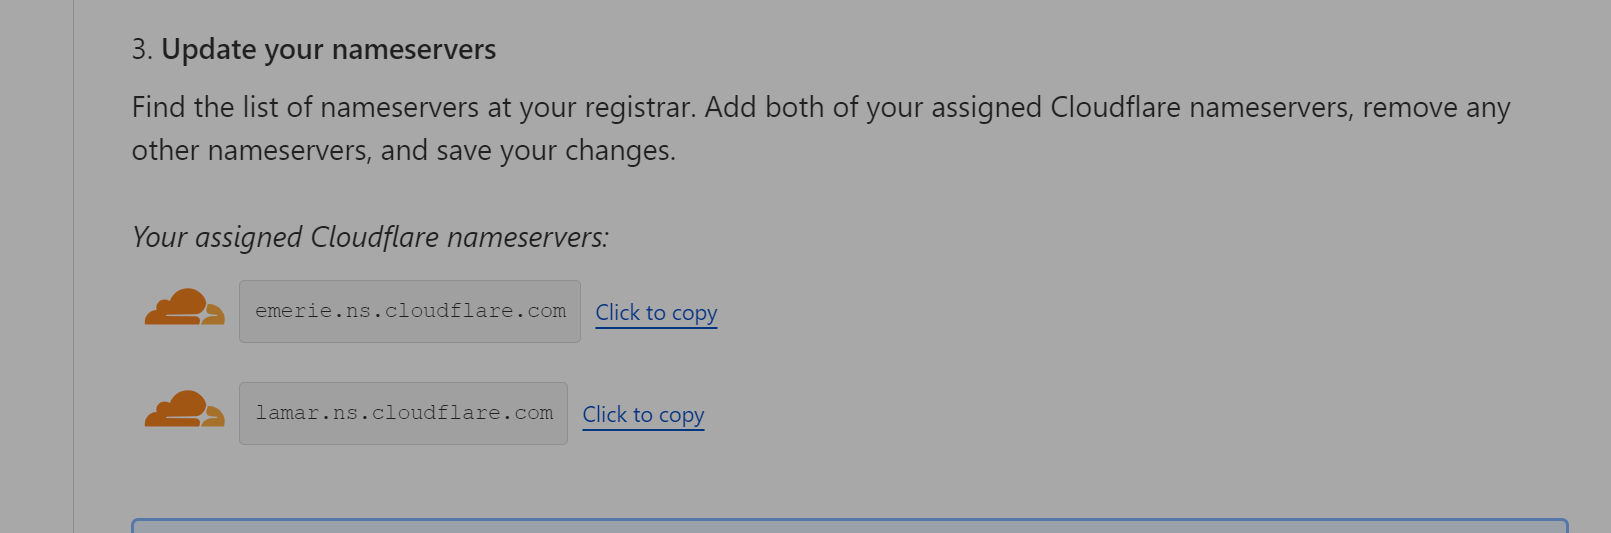 3. Update your nameservers
Find the list of nameservers at your registrar. Add both of your assigned Cloudflare nameservers, remove any
other nameservers, and save your changes.
Your assigned Cloudflare nameservers:
emerie.ns.cloudflare.com Click to copy
lamar.ns.cloudflare.com Click to copy